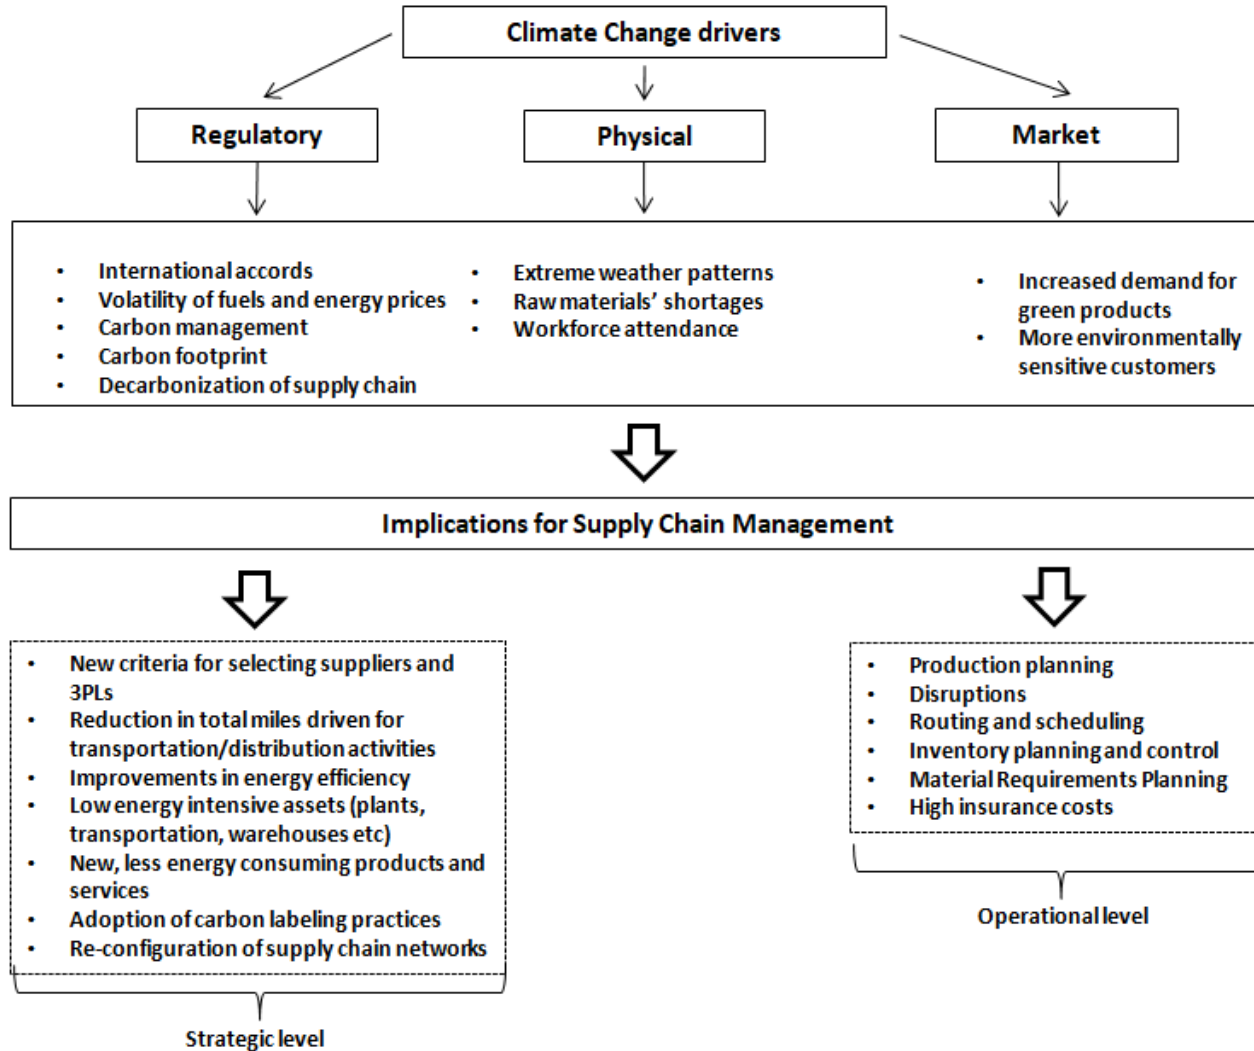 Climate Change drivers
Regulatory
Physical
Market
• International accords
• Volatility of fuels and energy prices
• Carbon management
• Carbon footprint
• Decarbonization of supply chain
• Extreme weather patterns
• Raw materials' shortages
• Workforce attendance
• Increased demand for
green products
• More environmentally
sensitive customers
Implications for Supply Chain Management
• New criteria for selecting suppliers and
3PLs
• Reduction in total miles driven for
transportation/distribution activities
• Improvements in energy efficiency
• Low energy intensive assets (plants,
transportation, warehouses etc)
• New, less energy consuming products and
services
• Adoption of carbon labeling practices
• Re-configuration of supply chain networks
Strategic level
• Production planning
• Disruptions
• Routing and scheduling
• Inventory planning and control
• Material Requirements Planning
• High insurance costs
Operational level